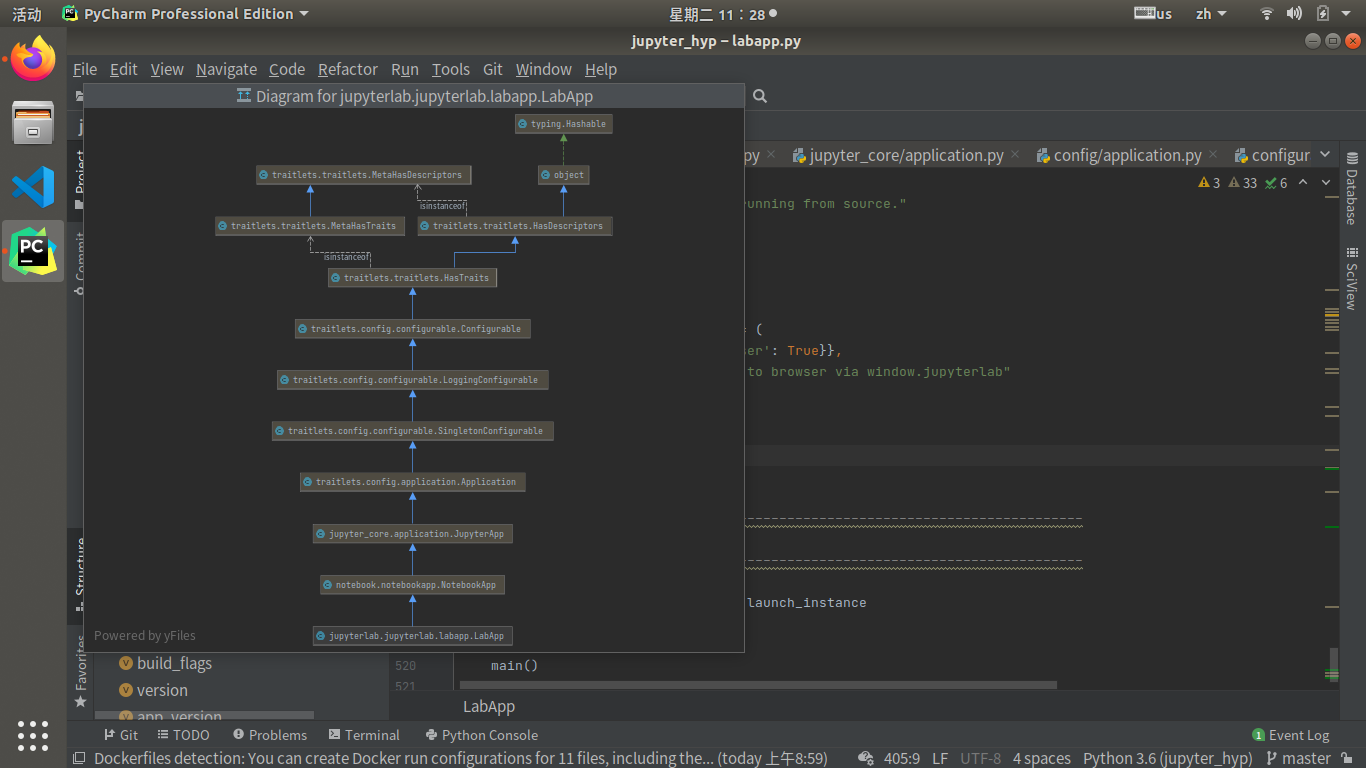 活动
PyCharm Professional Edition
星期二 11：28
us
zh
jupyter_hyp – labapp.py
File Edit View Navigate Code Refactor Run Tools Git Window Help
Diagram for jupyterlab.jupyterlab.labapp.LabApp
typing.Hashable
traitlets.traitlets.MetaHasDescriptors
object
isinstanceof
traitlets.traitlets.MetaHasTraits
traitlets.traitlets.HasDescriptors
isinstanceof
traitlets.traitlets.HasTraits
traitlets.config.configurable.Configurable
traitlets.config.configurable.LoggingConfigurable
traitlets.config.configurable.SingletonConfigurable
traitlets.config.application.Application
jupyter_core.application.JupyterApp
notebook.notebookapp.NotebookApp
jupyterlab.jupyterlab.labapp.LabApp
Powered by yFiles
py
jupyter_core/application.py
config/application.py
configur
3 33 6
unning from source."
(
er': True}},
to browser via window.jupyterlab"
launch_instance
520
main()
521
LabApp
Project
Commit
Structure
Favorites
Database
SciView
build_flags
version
app_version
Git
TODO
Problems
Terminal
Python Console
1 Event Log
Dockerfiles detection: You can create Docker run configurations for 11 files, including the... (today 上午8:59)
405:9 LF UTF-8 4 spaces Python 3.6 (jupyter_hyp) master